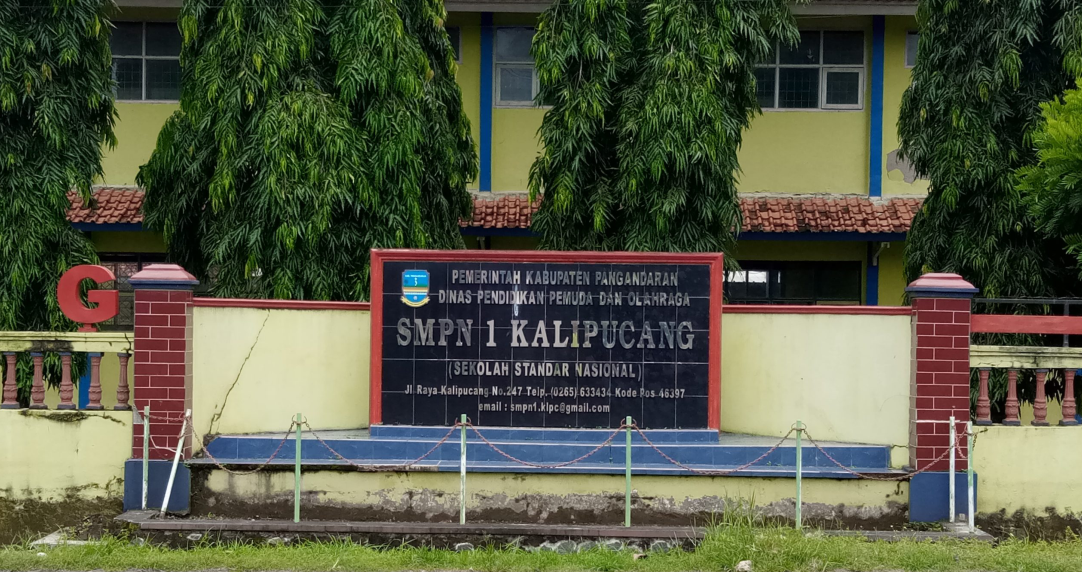 G
PEMERINTAH KABUPATEN PANGANDARAN
DINAS PENDIDIKAN PEMUDA DAN OLAHRAGA
SMPN 1 KALIPUCANG
(SEKOLAH STANDAR NASIONAL)
Jl Raya Kalipucang No.247 Telp. (0265) 633434 Kode Pos 46397
email : smpn1.klpc@gmail.com